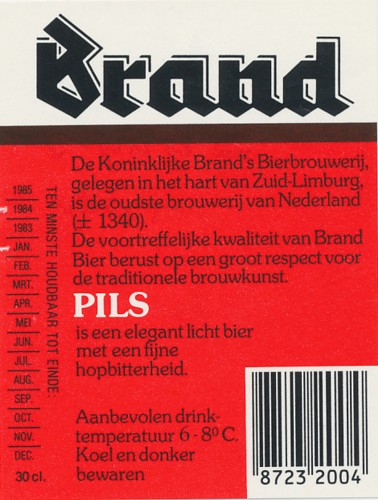 Brand
De Koninklijke Brand's Bierbrouwerij,
gelegen in het hart van Zuid-Limburg,
is de oudste brouwerij van Nederland
(± 1340).
De voortreffelijke kwaliteit van Brand
Bier berust op een groot respect voor
de traditionele brouwkunst.
PILS
is een elegant licht bier
met een fijne
hopbitterheid.
Aanbevolen drink-
temperatuur 6 - 8º C.
Koel en donker
bewaren
TEN MINSTE HOUDBAAR TOT EINDE:
1985
1984
1983
JAN.
FEB.
MRT.
APR.
MEI
JUN.
JUL.
AUG.
SEP.
OCT.
NOV.
DEC.
30 cl.
8723 2004